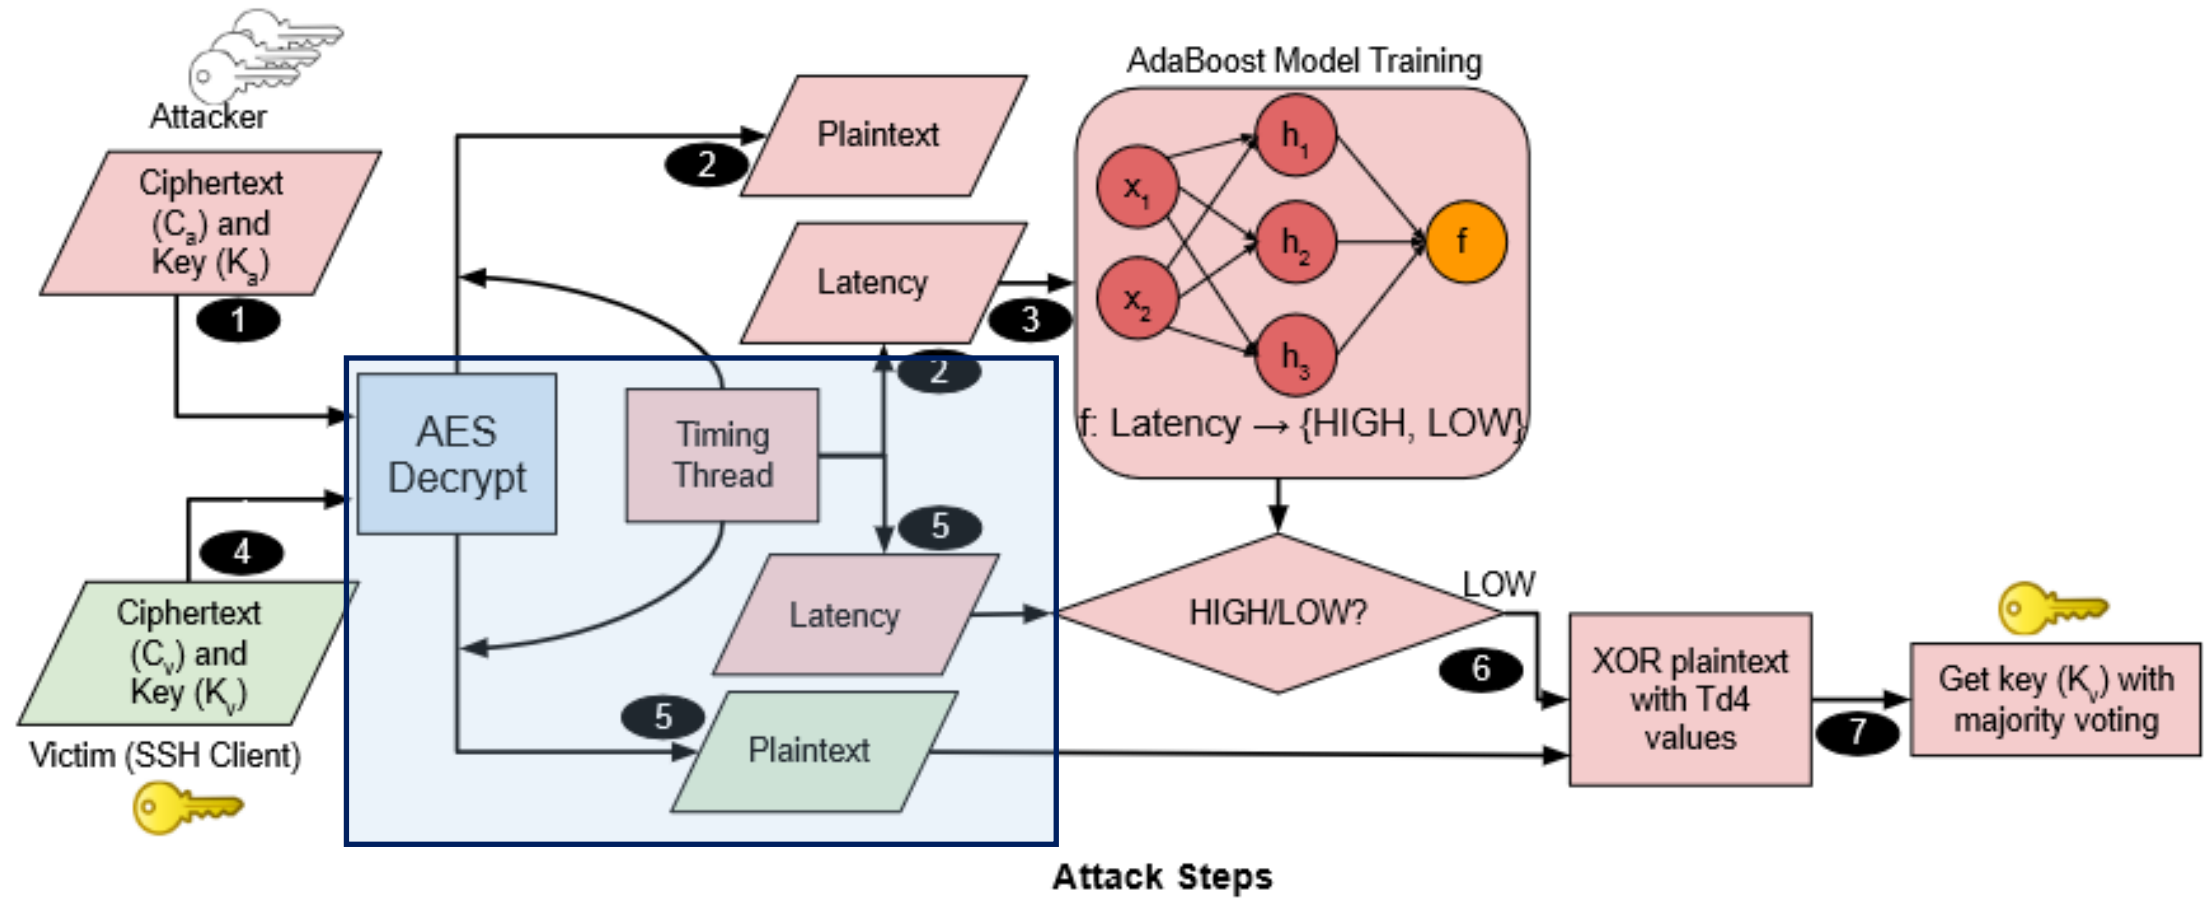 AdaBoost Model Training
Attacker
Ciphertext
(Ca) and
Key (Ka)
1
2
Plaintext
Latency
3
2
x1
x2
h1
h2
h3
f
f: Latency → {HIGH, LOW}
AES
Decrypt
Timing
Thread
4
5
Ciphertext
(Cv) and
Key (Kv)
Victim (SSH Client)
Latency
5
Plaintext
HIGH/LOW?
LOW
6
XOR plaintext
with Td4
values
7
Get key (Kv) with
majority voting
Attack Steps